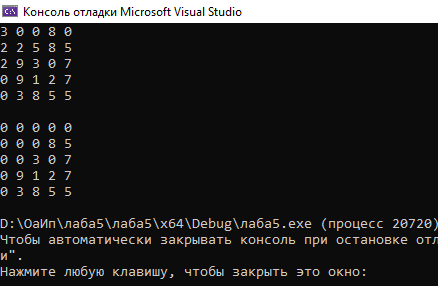 Консоль отладки Microsoft Visual Studio
3 0 0 8 0
2 2 5 8 5
2 9 3 0 7
0 9 1 2 7
0 3 8 5 5
0 0 0 0 0
0 0 0 8 5
0 0 3 0 7
0 9 1 2 7
0 3 8 5 5
D:\ОаИп\лаба5\лаба5\x64\Debug\лаба5.exe (процесс 20720)
Чтобы автоматически закрывать консоль при остановке отл
и".
Нажмите любую клавишу, чтобы закрыть это окно: